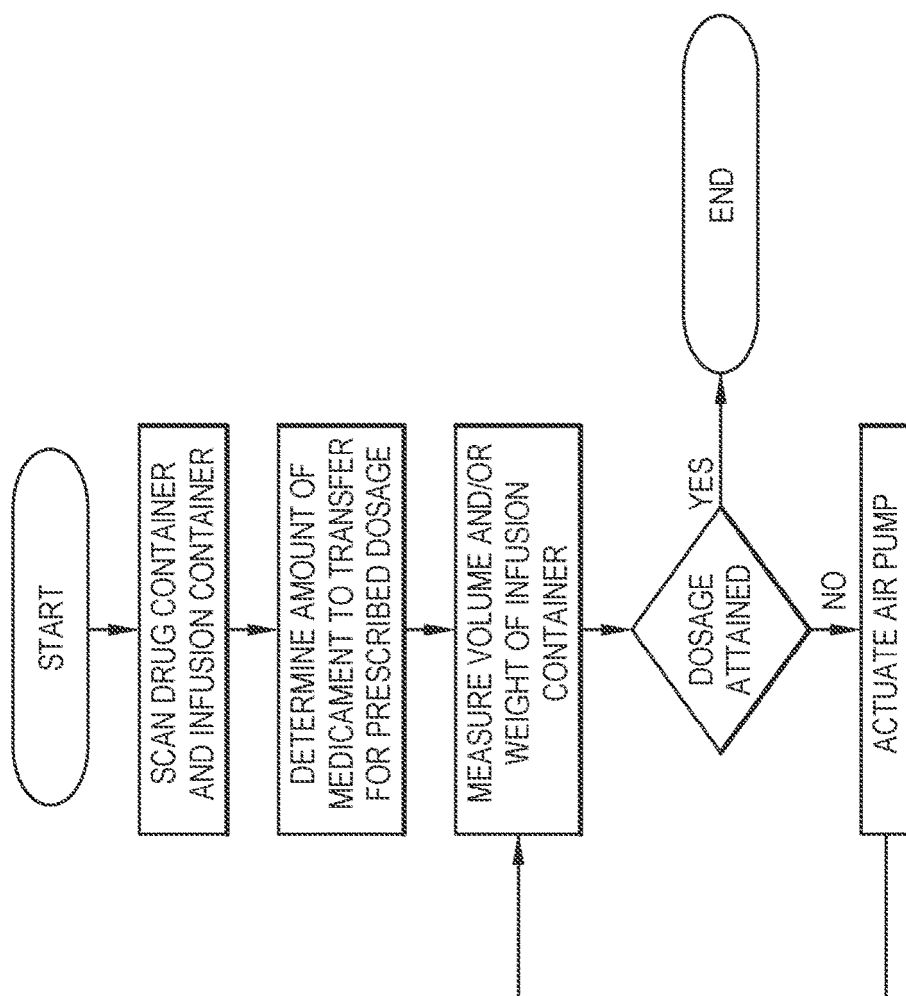 START
SCAN DRUG CONTAINER
AND INFUSION CONTAINER
DETERMINE AMOUNT OF
MEDICAMENT TO TRANSFER
FOR PRESCRIBED DOSAGE
MEASURE VOLUME AND/OR
WEIGHT OF INFUSION
CONTAINER
DOSAGE
ATTAINED
YES
END
NO
ACTUATE AIR PUMP